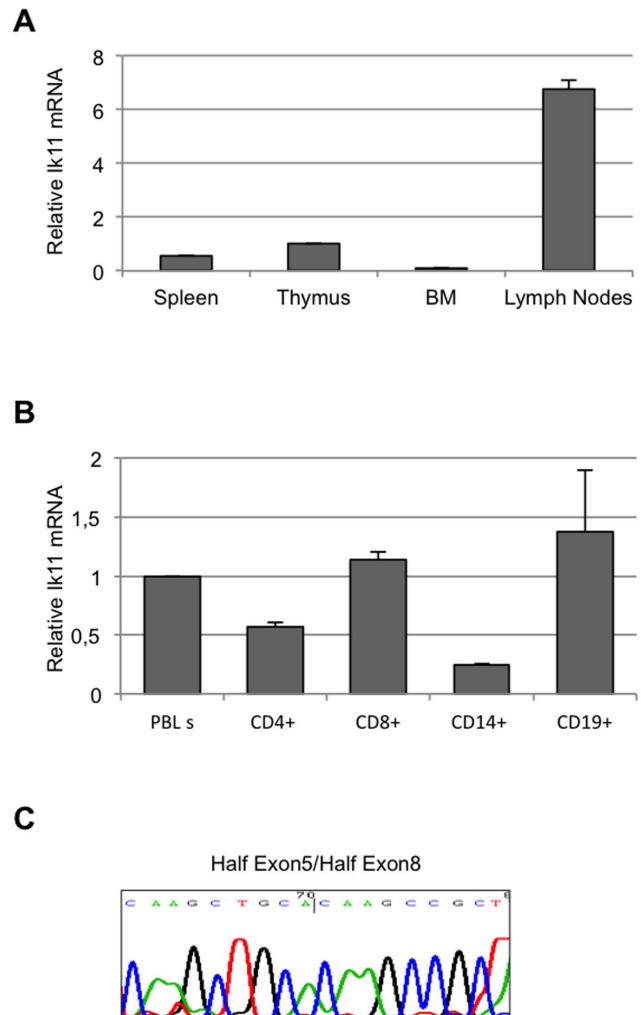 A
Relative Ik11 mRNA
8
6
4
2
0
Spleen Thymus BM Lymph Nodes
B
Relative Ik11 mRNA
2
1,5
1
0,5
0
PBL s CD4+ CD8+ CD14+ CD19+
C
Half Exon5/Half Exon8
70
C A A G C T G C A C A A G C C G C T